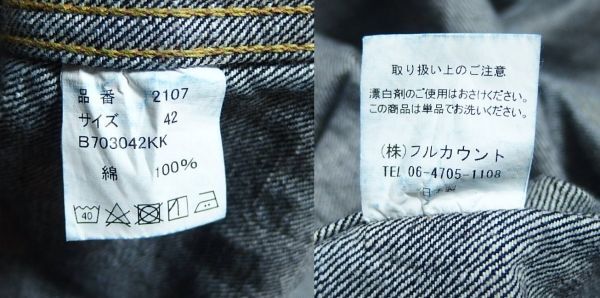 品番 2107
サイズ 42
B703042KK
綿 100%
40
取り扱い上のご注意
漂白剤のご使用はおさけください。
この商品は単品でお洗いください。
(株)フルカウント
TEL 06-4705-1108